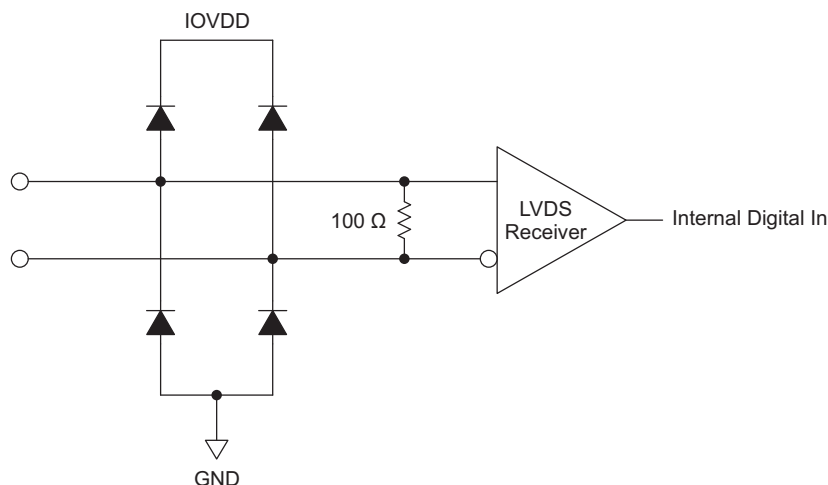 IOVDD
100 Ω
LVDS
Receiver
Internal Digital In
GND